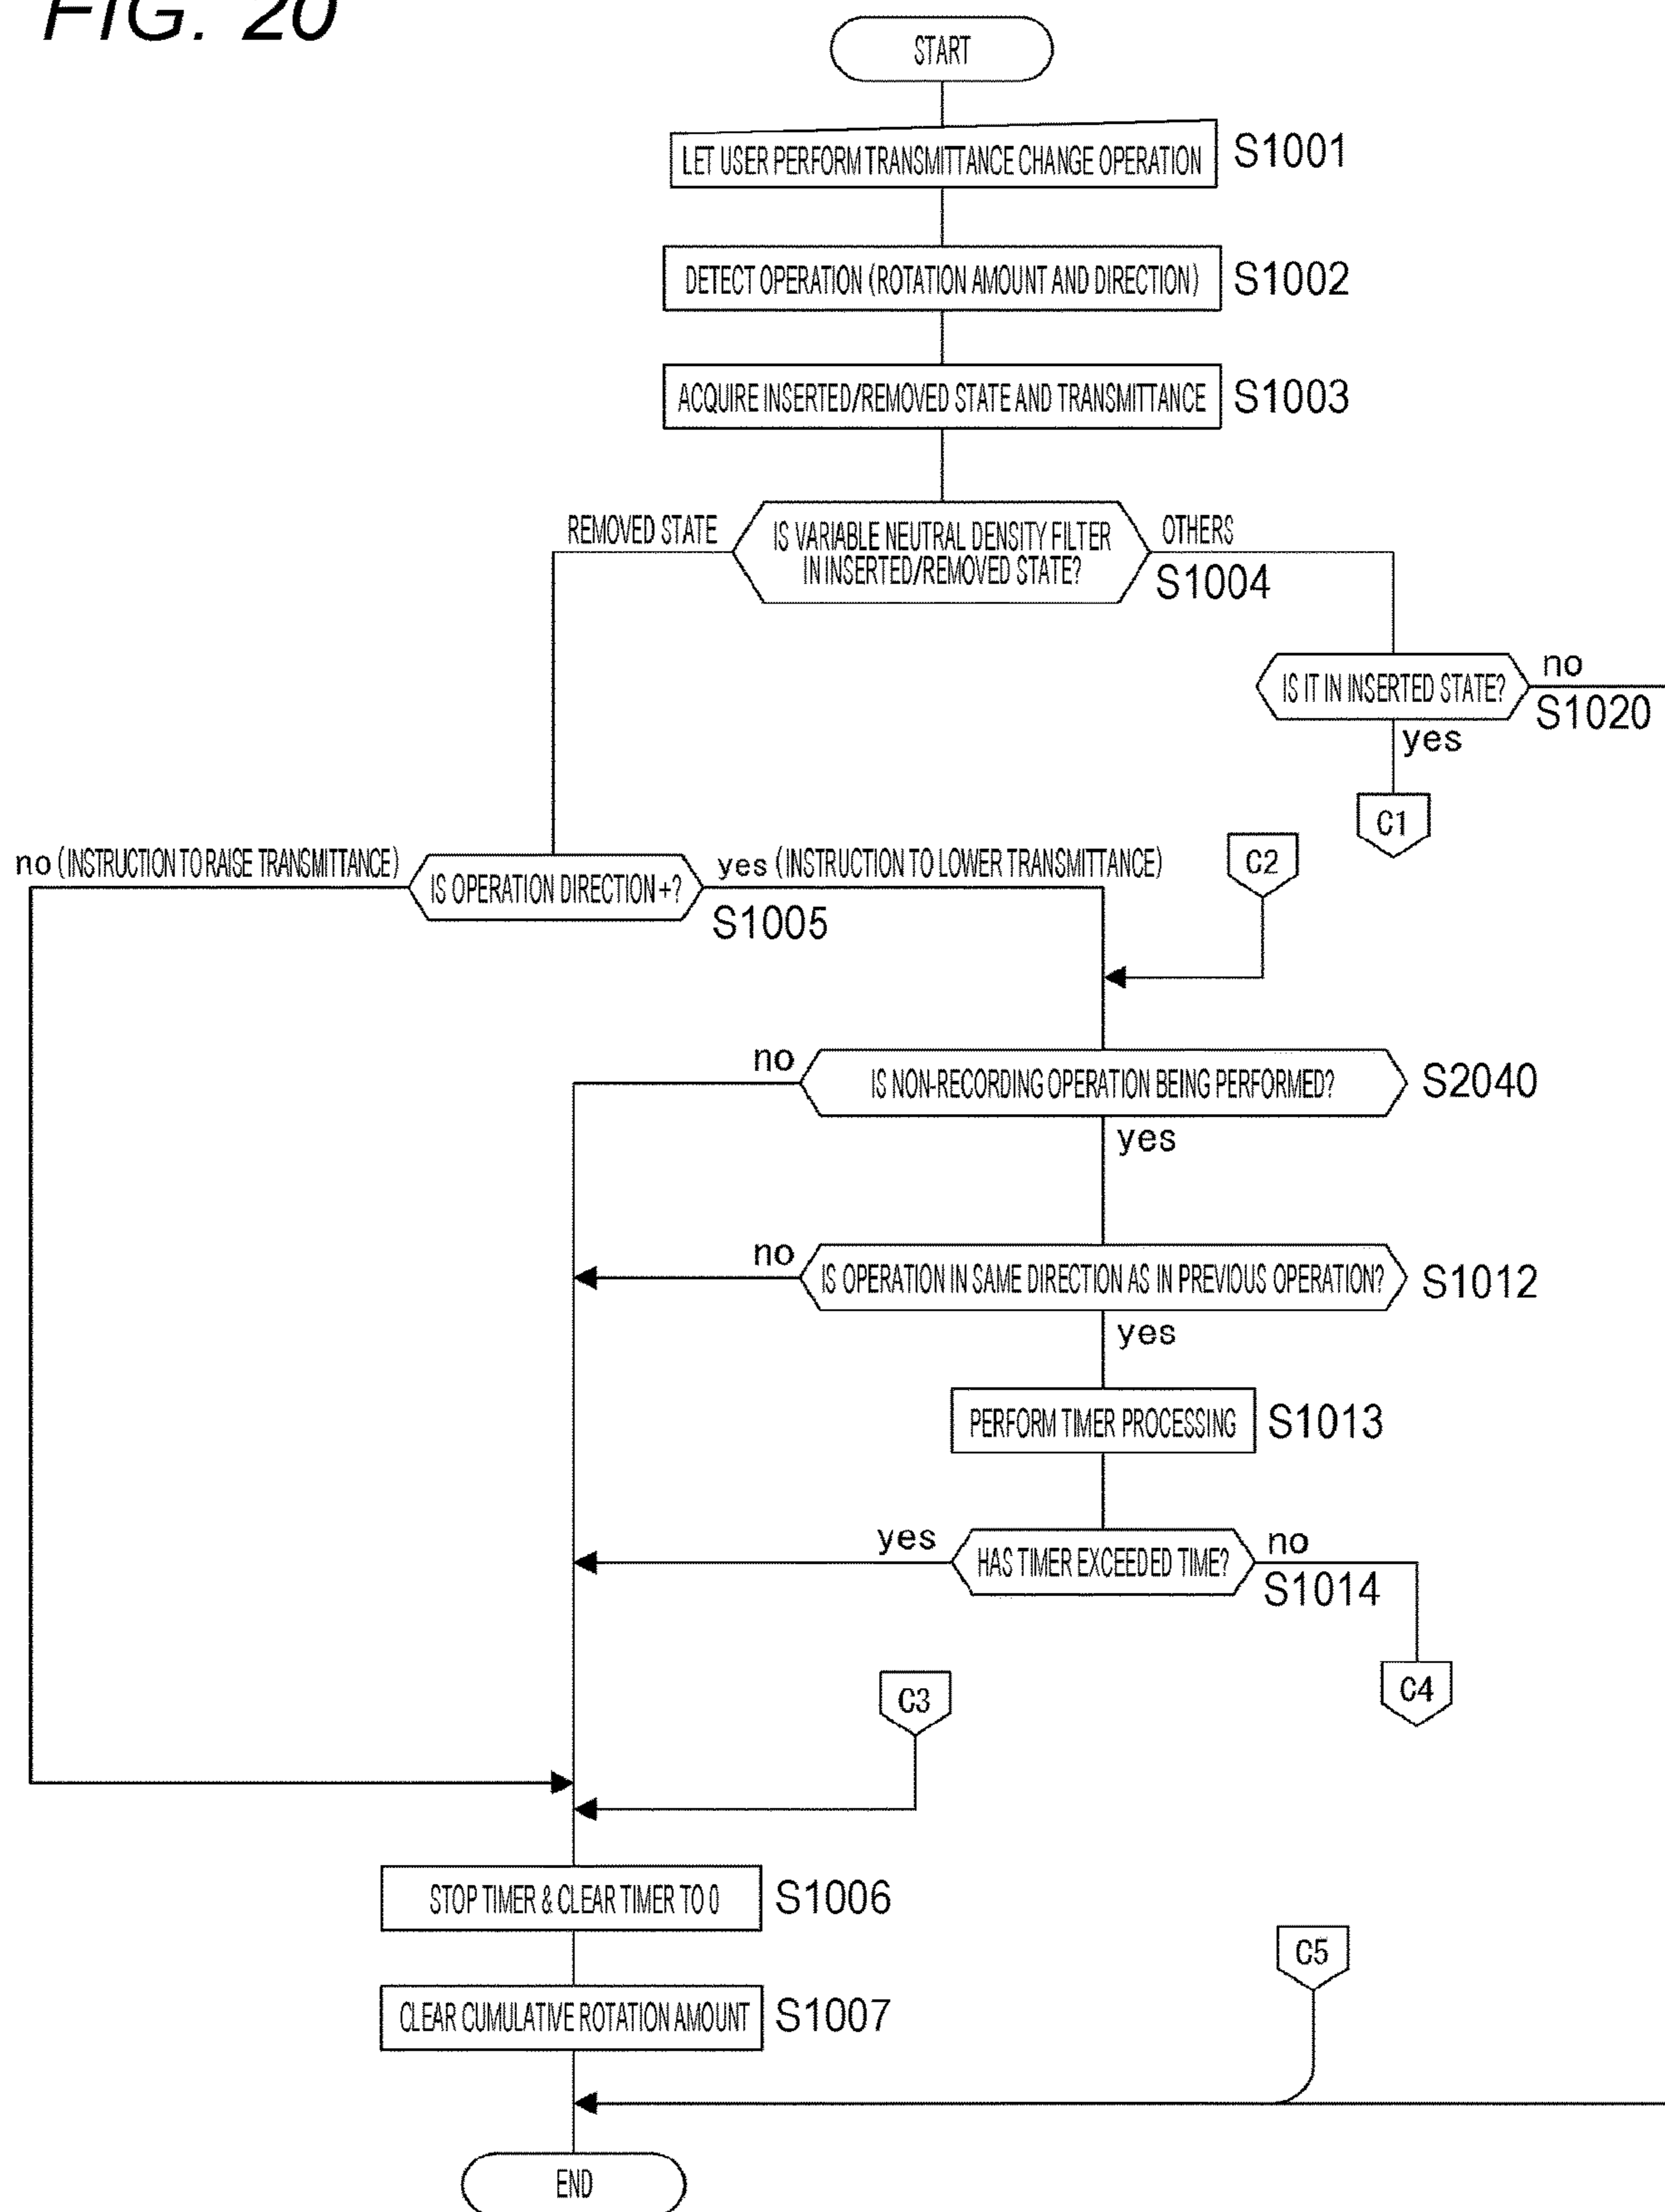 FIG. 20
START
LET USER PERFORM TRANSMITTANCE CHANGE OPERATION
S1001
DETECT OPERATION (ROTATION AMOUNT AND DIRECTION)
S1002
ACQUIRE INSERTED/REMOVED STATE AND TRANSMITTANCE
S1003
REMOVED STATE
IS VARIABLE NEUTRAL DENSITY FILTER
IN INSERTED/REMOVED STATE?
OTHERS
S1004
IS IT IN INSERTED STATE?
no
S1020
yes
C1
no (INSTRUCTION TO RAISE TRANSMITTANCE)
IS OPERATION DIRECTION +?
yes (INSTRUCTION TO LOWER TRANSMITTANCE)
S1005
C2
no
IS NON-RECORDING OPERATION BEING PERFORMED?
S2040
yes
no
IS OPERATION IN SAME DIRECTION AS IN PREVIOUS OPERATION?
S1012
yes
PERFORM TIMER PROCESSING
S1013
yes
HAS TIMER EXCEEDED TIME?
no
S1014
C4
C3
STOP TIMER & CLEAR TIMER TO 0
S1006
C5
CLEAR CUMULATIVE ROTATION AMOUNT
S1007
END